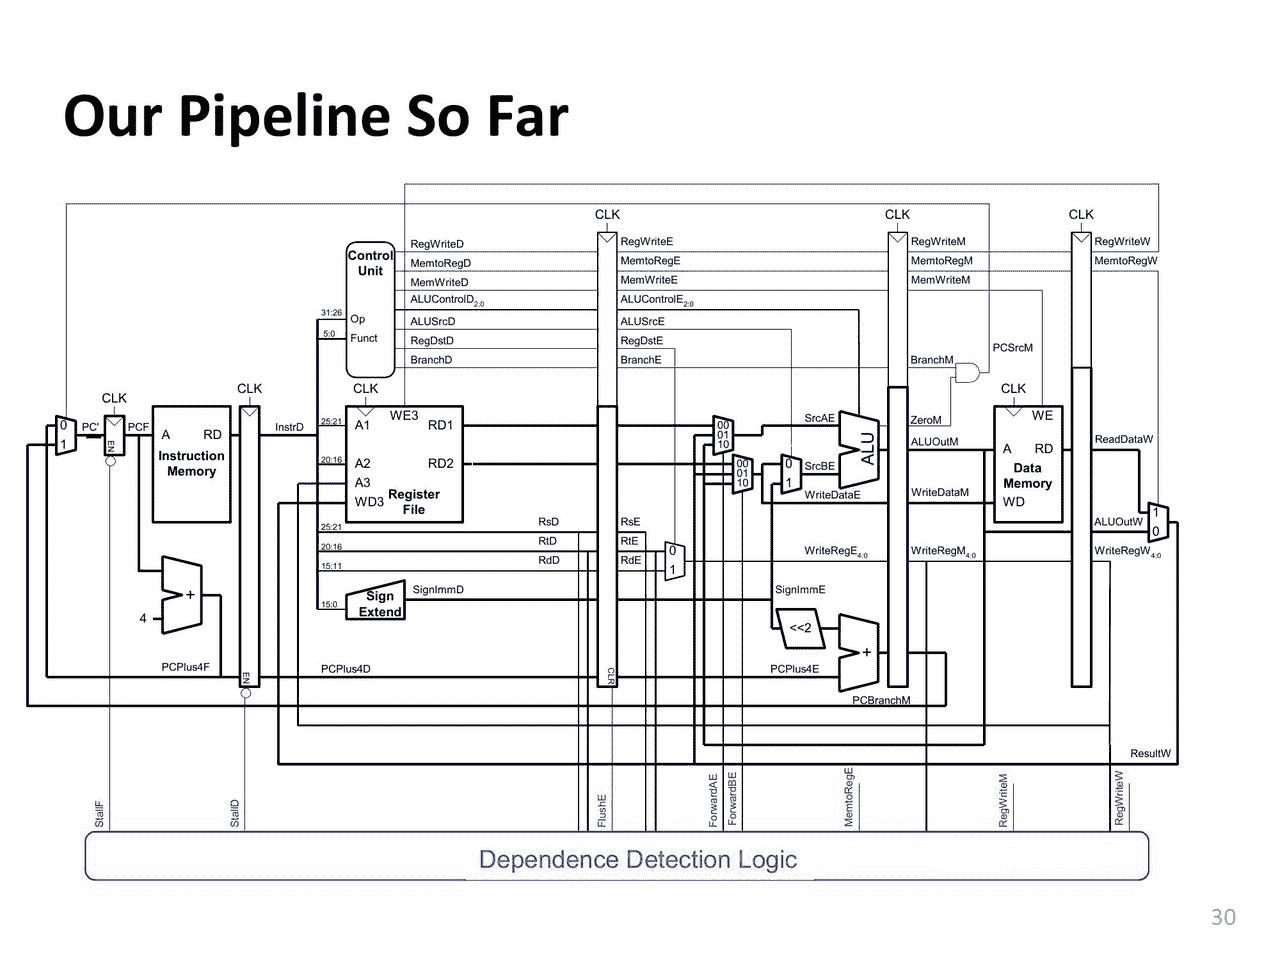 Our Pipeline So Far
CLK CLK CLK
RegWriteD RegWriteE RegWriteM RegWriteW
Control Unit
MemtoRegD MemtoRegE MemtoRegM MemtoRegW
MemWriteD MemWriteE MemWriteM
ALUControlD2:0 ALUControlE2:0
31:26 Op
ALUSrcD ALUSrcE
5:0 Funct
RegDstD RegDstE PCSrcM
BranchD BranchE BranchM
CLK CLK CLK CLK
WE3 WE
0 1 PC' EN PCF
A RD
Instruction Memory
InstrD
25:21 A1 RD1
20:16 A2 RD2
A3
WD3 Register File
00 01 10
00 01 10
SrcAE
0 1 SrcBE
ALU
ZeroM
ALUOutM
A RD
Data Memory
WD
ReadDataW
WriteDataE WriteDataM
1 0
ALUOutW
25:21 RsD RsE
20:16 RtD RtE
15:11 RdD RdE
0 1
WriteRegE4:0 WriteRegM4:0 WriteRegW4:0
15:0 Sign Extend SignImmD SignImmE
4 +
<<2
+
PCPlus4F EN PCPlus4D CLR PCPlus4E
PCBranchM
ResultW
StallF StallD FlushE ForwardAE ForwardBE MemtoRegE RegWriteM RegWriteW
Dependence Detection Logic
30